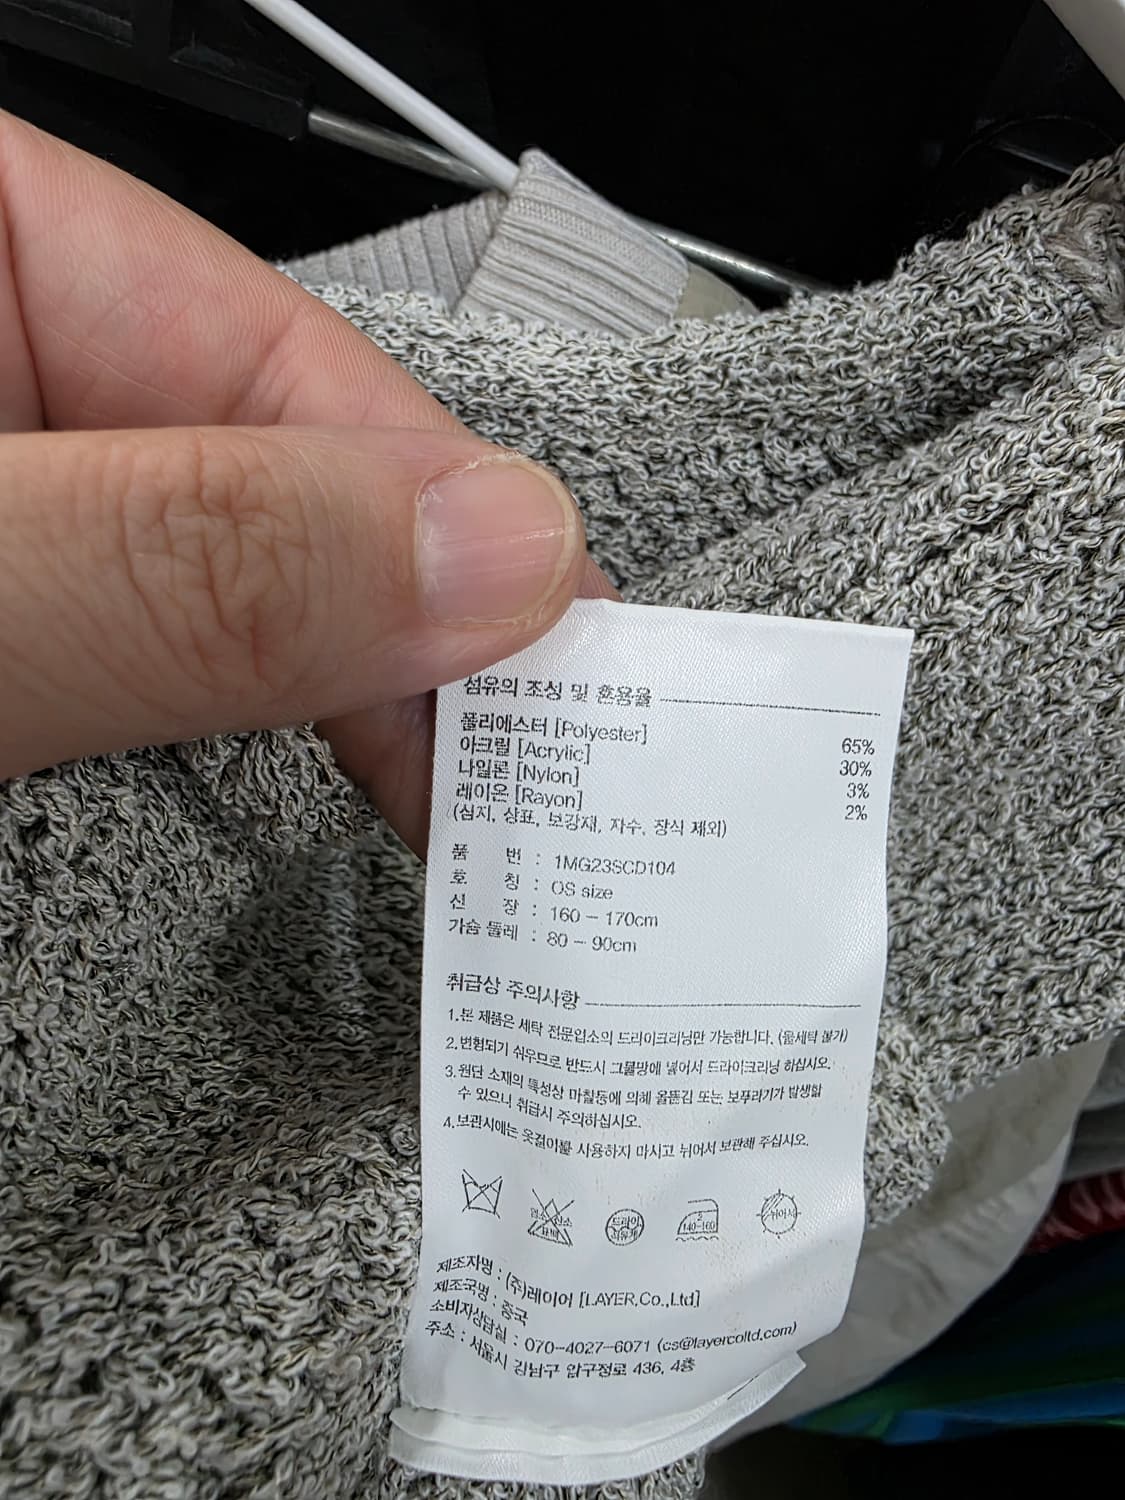 섬유의 조성 및 혼용율
폴리에스터 [Polyester] 65%
아크릴 [Acrylic] 30%
나일론 [Nylon] 3%
레이온 [Rayon] 2%
(심지, 상표, 보강재, 자수, 장식 제외)
품 번 : 1MG23SCD104
호 칭 : OS size
신 장 : 160 - 170cm
가슴 둘레 : 80 - 90cm
취급상 주의사항
1.본 제품은 세탁 전문업소의 드라이크리닝만 가능합니다. (물세탁 불가)
2.변형되기 쉬우므로 반드시 그물망에 넣어서 드라이크리닝 하십시오.
3.원단 소재의 특성상 마찰등에 의해 올뜯김 또는 보푸라기가 발생할
수 있으니 취급시 주의하십시오.
4.보관시에는 옷걸이를 사용하지 마시고 뉘어서 보관해 주십시오.
염소,산소
표백
드라이
석유계
2
140~160
뉘어서
제조자명 : (주)레이어 [LAYER.Co.,Ltd]
제조국명 : 중국
소비자상담실 : 070-4027-6071 (cs@layercoltd.com)
주소 : 서울시 강남구 압구정로 436, 4층